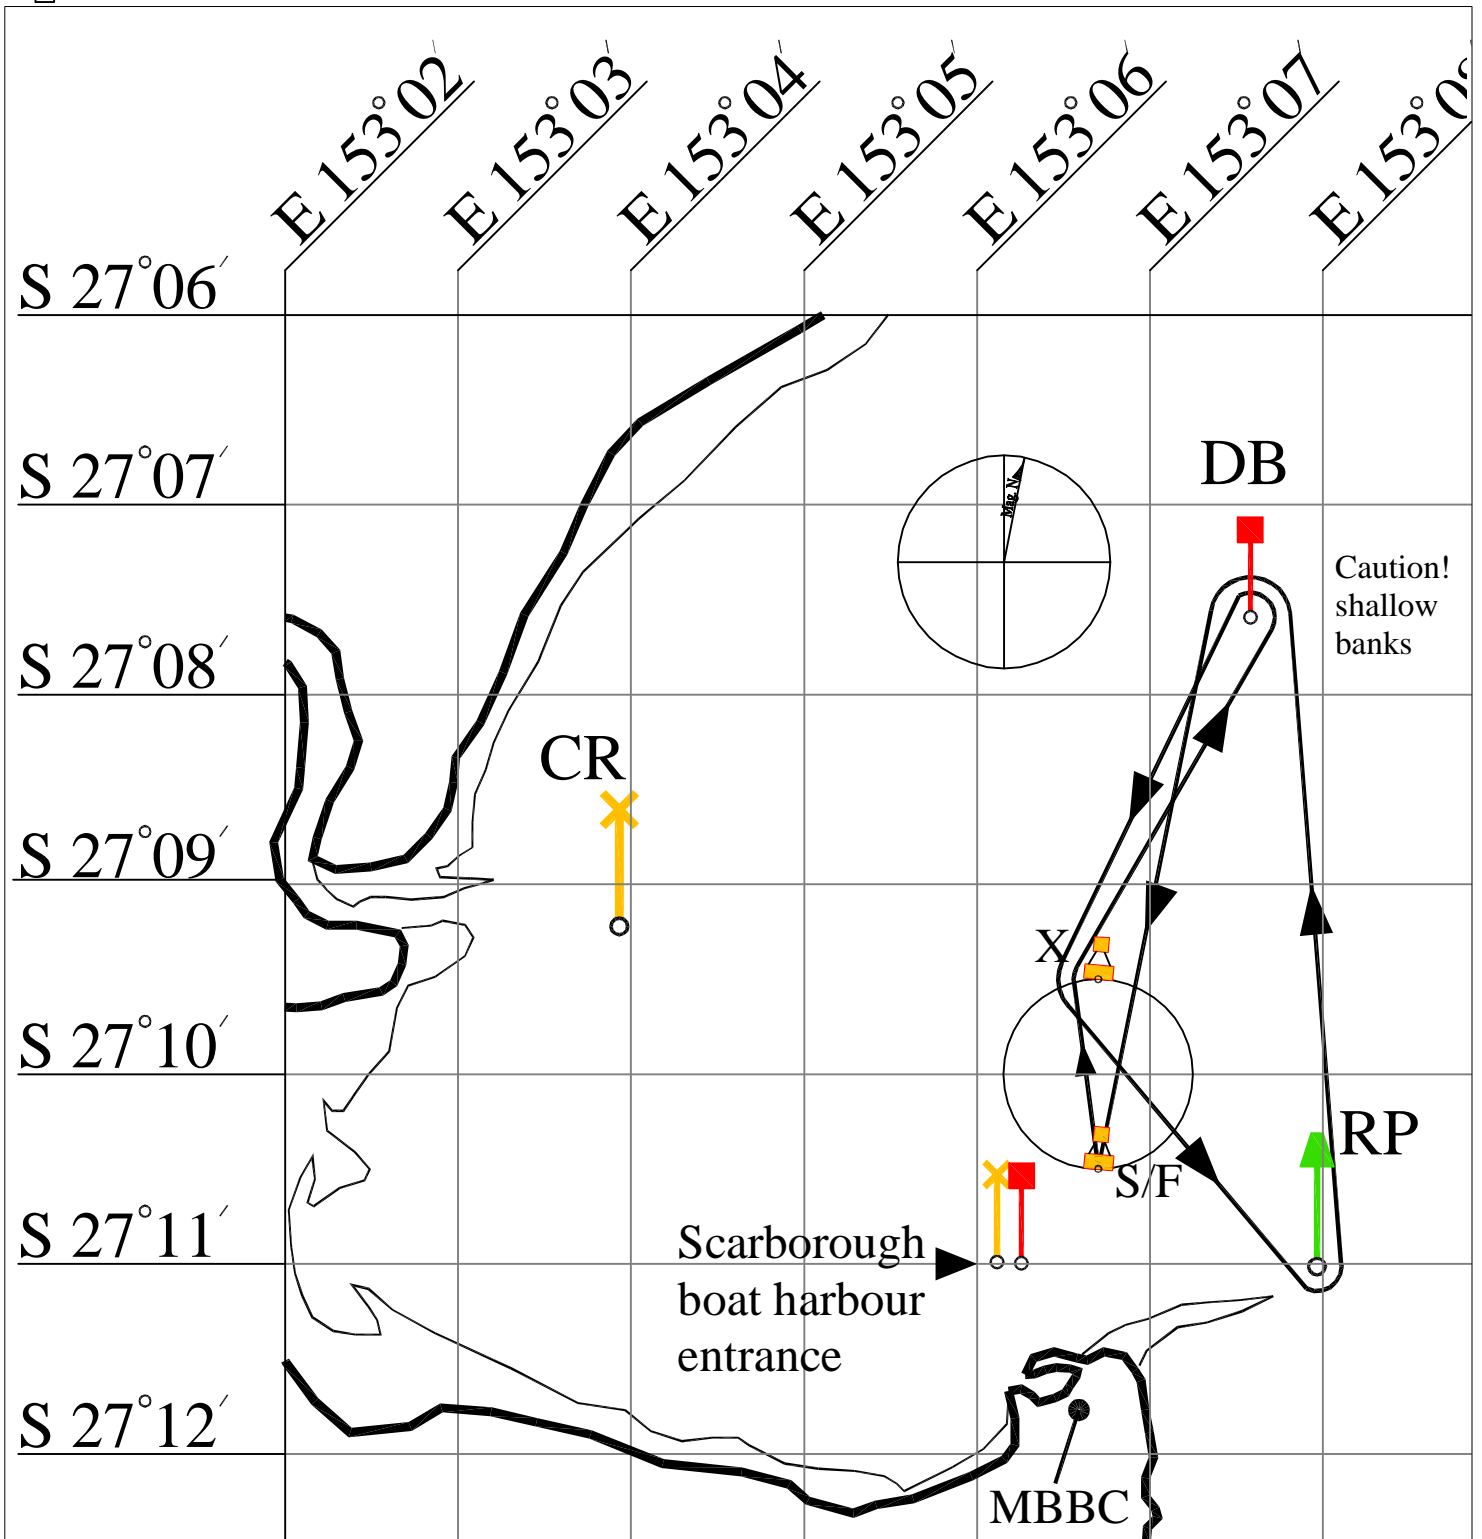 E 153°02
E 153°03′
E 153°04′
E 153°05
E 153°06′
E 153°07′
S 27°06′
S 27°07′
DB
Mag. N
Caution!
shallow
banks
S 27°08′
CR
S 27°09′
X
S 27°10′
RP
S/F
S 27°11′
Scarborough
boat harbour
entrance
S 27°12′
MBBC